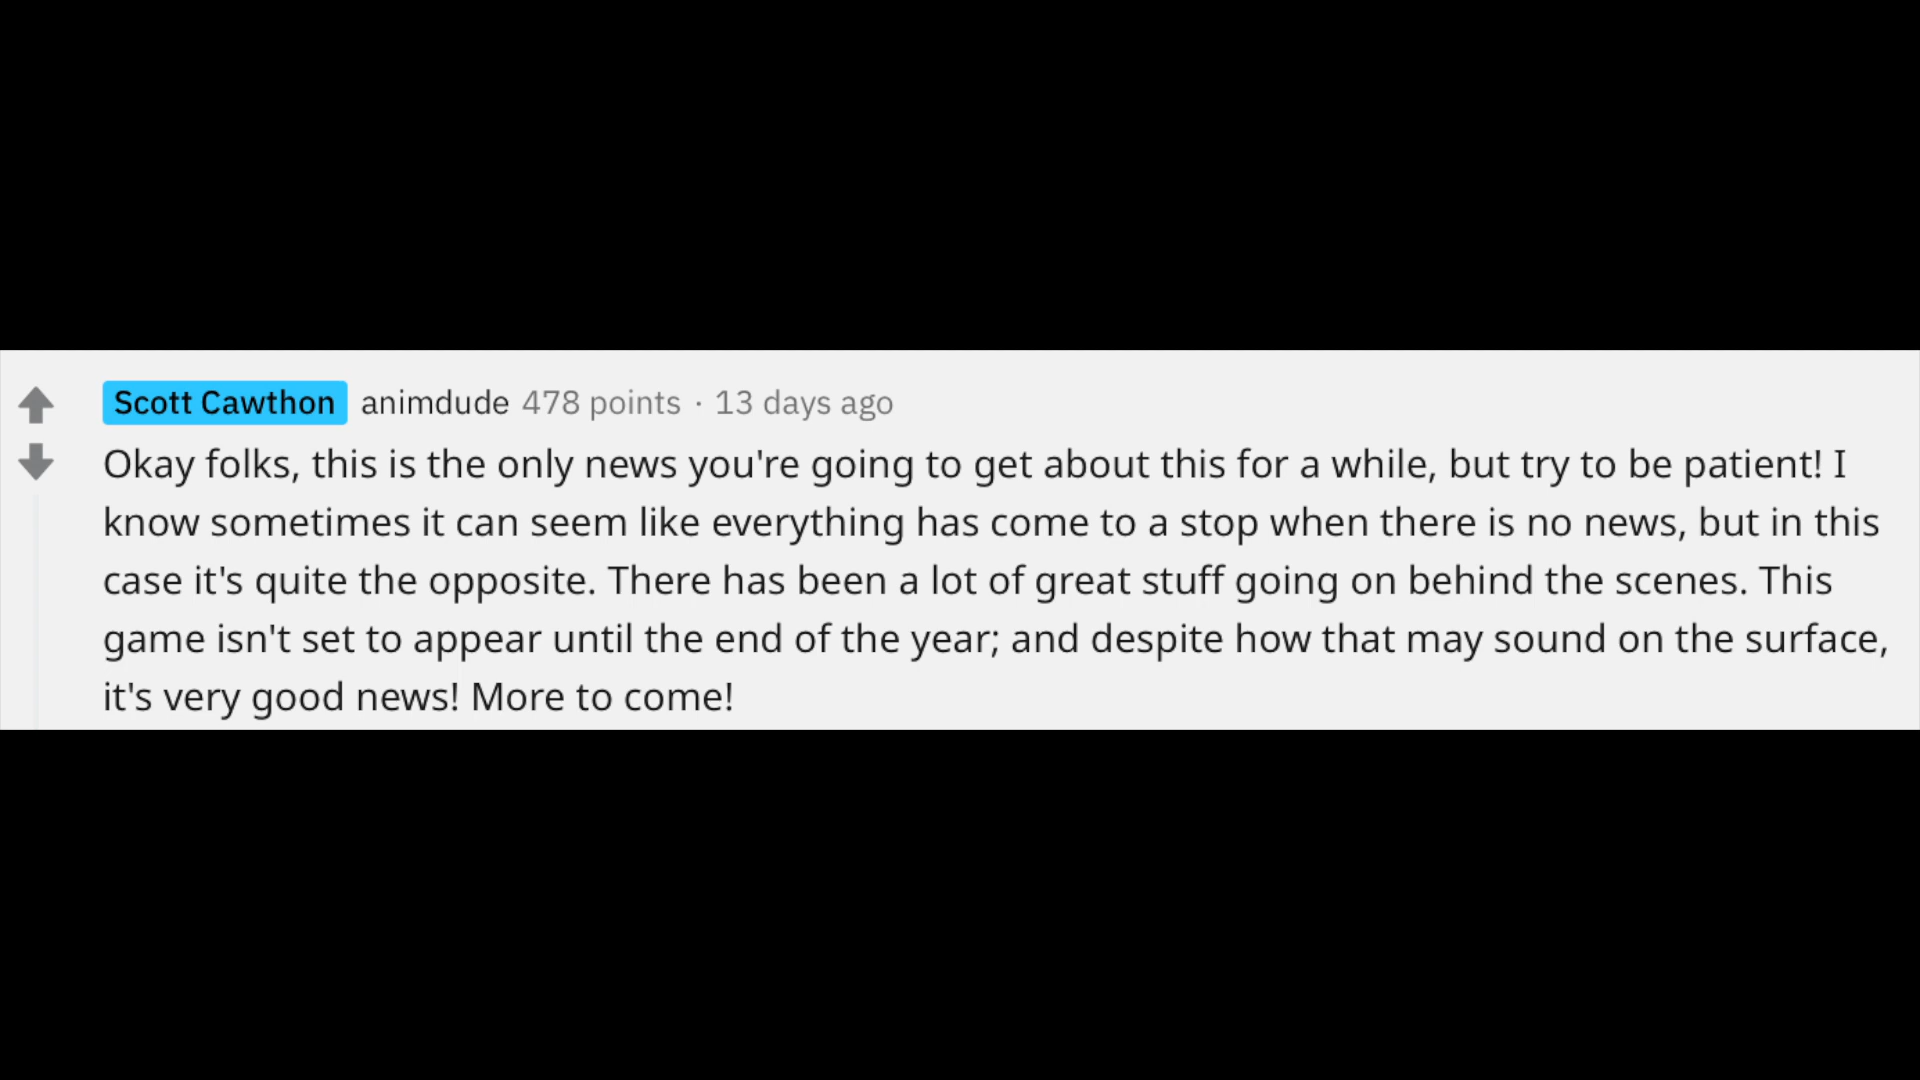 Scott Cawthon animdude 478 points · 13 days ago
Okay folks, this is the only news you're going to get about this for a while, but try to be patient! I
know sometimes it can seem like everything has come to a stop when there is no news, but in this
case it's quite the opposite. There has been a lot of great stuff going on behind the scenes. This
game isn't set to appear until the end of the year; and despite how that may sound on the surface,
it's very good news! More to come!